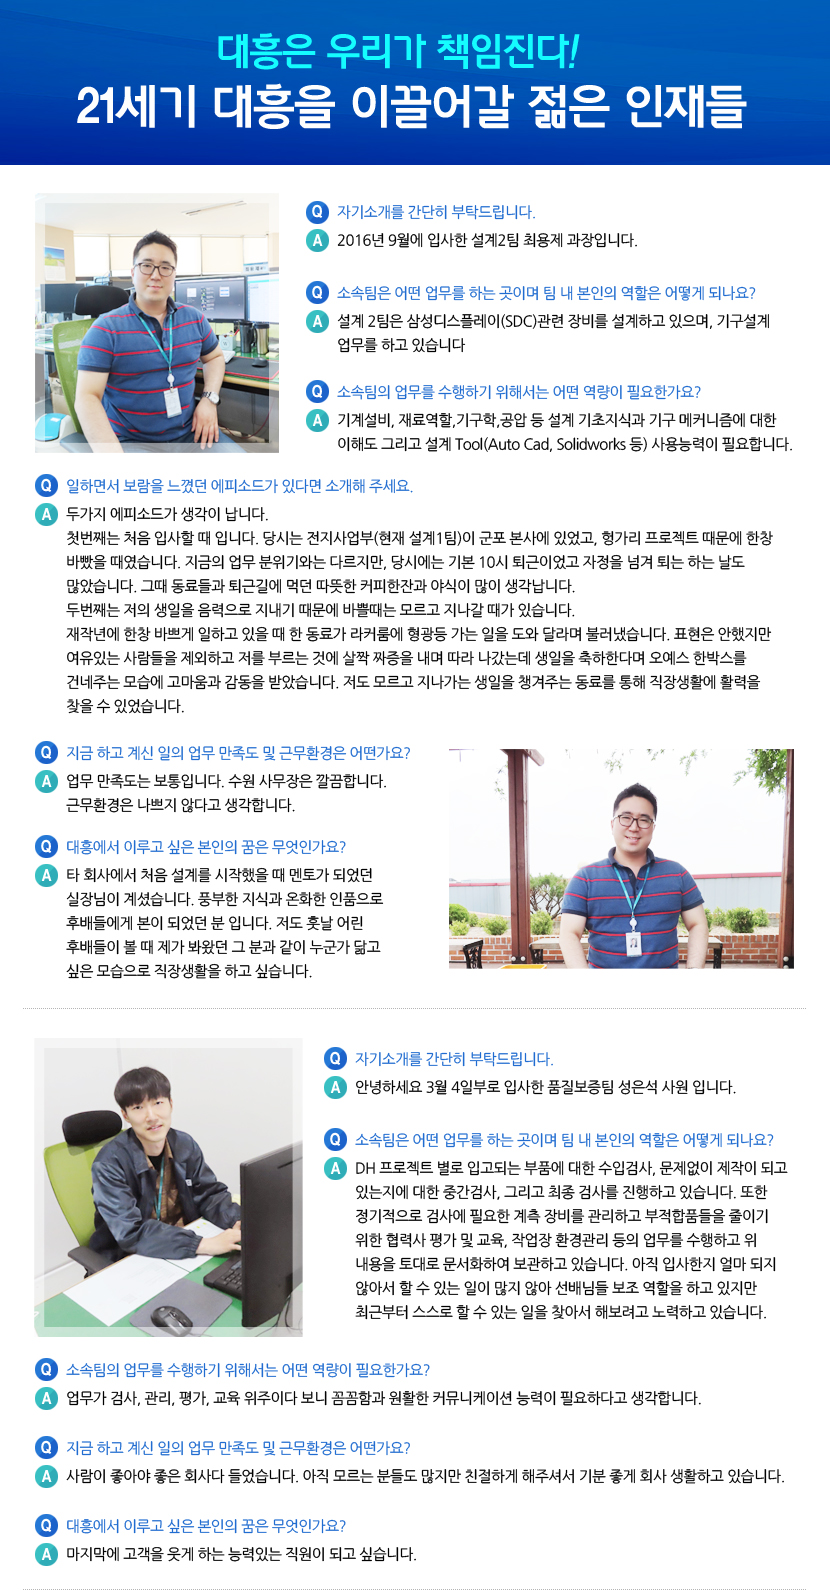 대흥은 우리가 책임진다!
21세기 대흥을 이끌어갈 젊은 인재들
Q 자기소개를 간단히 부탁드립니다.
A 2016년 9월에 입사한 설계2팀 최용제 과장입니다.
Q 소속팀은 어떤 업무를 하는 곳이며 팀 내 본인의 역할은 어떻게 되나요?
A 설계 2팀은 삼성디스플레이(SDC)관련 장비를 설계하고 있으며, 기구설계
업무를 하고 있습니다
Q 소속팀의 업무를 수행하기 위해서는 어떤 역량이 필요한가요?
A 기계설비, 재료역할,기구학,공압 등 설계 기초지식과 기구 메커니즘에 대한
이해도 그리고 설계 Tool(Auto Cad, Solidworks 등) 사용능력이 필요합니다.
Q 일하면서 보람을 느꼈던 에피소드가 있다면 소개해 주세요.
A 두가지 에피소드가 생각이 납니다.
첫번째는 처음 입사할 때 입니다. 당시는 전지사업부(현재 설계1팀)이 군포 본사에 있었고, 헝가리 프로젝트 때문에 한창
바빴을 때였습니다. 지금의 업무 분위기와는 다르지만, 당시에는 기본 10시 퇴근이었고 자정을 넘겨 퇴는 하는 날도
많았습니다. 그때 동료들과 퇴근길에 먹던 따뜻한 커피한잔과 야식이 많이 생각납니다.
두번째는 저의 생일을 음력으로 지내기 때문에 바쁠때는 모르고 지나갈 때가 있습니다.
재작년에 한창 바쁘게 일하고 있을 때 한 동료가 라커룸에 형광등 가는 일을 도와 달라며 불러냈습니다. 표현은 안했지만
여유있는 사람들을 제외하고 저를 부르는 것에 살짝 짜증을 내며 따라 나갔는데 생일을 축하한다며 오예스 한박스를
건네주는 모습에 고마움과 감동을 받았습니다. 저도 모르고 지나가는 생일을 챙겨주는 동료를 통해 직장생활에 활력을
찾을 수 있었습니다.
Q 지금 하고 계신 일의 업무 만족도 및 근무환경은 어떤가요?
A 업무 만족도는 보통입니다. 수원 사무장은 깔끔합니다.
근무환경은 나쁘지 않다고 생각합니다.
Q 대흥에서 이루고 싶은 본인의 꿈은 무엇인가요?
A 타 회사에서 처음 설계를 시작했을 때 멘토가 되었던
실장님이 계셨습니다. 풍부한 지식과 온화한 인품으로
후배들에게 본이 되었던 분 입니다. 저도 훗날 어린
후배들이 볼 때 제가 봐왔던 그 분과 같이 누군가 닮고
싶은 모습으로 직장생활을 하고 싶습니다.
Q 자기소개를 간단히 부탁드립니다.
A 안녕하세요 3월 4일부로 입사한 품질보증팀 성은석 사원 입니다.
Q 소속팀은 어떤 업무를 하는 곳이며 팀 내 본인의 역할은 어떻게 되나요?
A DH 프로젝트 별로 입고되는 부품에 대한 수입검사, 문제없이 제작이 되고
있는지에 대한 중간검사, 그리고 최종 검사를 진행하고 있습니다. 또한
정기적으로 검사에 필요한 계측 장비를 관리하고 부적합품들을 줄이기
위한 협력사 평가 및 교육, 작업장 환경관리 등의 업무를 수행하고 위
내용을 토대로 문서화하여 보관하고 있습니다. 아직 입사한지 얼마 되지
않아서 할 수 있는 일이 많지 않아 선배님들 보조 역할을 하고 있지만
최근부터 스스로 할 수 있는 일을 찾아서 해보려고 노력하고 있습니다.
Q 소속팀의 업무를 수행하기 위해서는 어떤 역량이 필요한가요?
A 업무가 검사, 관리, 평가, 교육 위주이다 보니 꼼꼼함과 원활한 커뮤니케이션 능력이 필요하다고 생각합니다.
Q 지금 하고 계신 일의 업무 만족도 및 근무환경은 어떤가요?
A 사람이 좋아야 좋은 회사다 들었습니다. 아직 모르는 분들도 많지만 친절하게 해주셔서 기분 좋게 회사 생활하고 있습니다.
Q 대흥에서 이루고 싶은 본인의 꿈은 무엇인가요?
A 마지막에 고객을 웃게 하는 능력있는 직원이 되고 싶습니다.